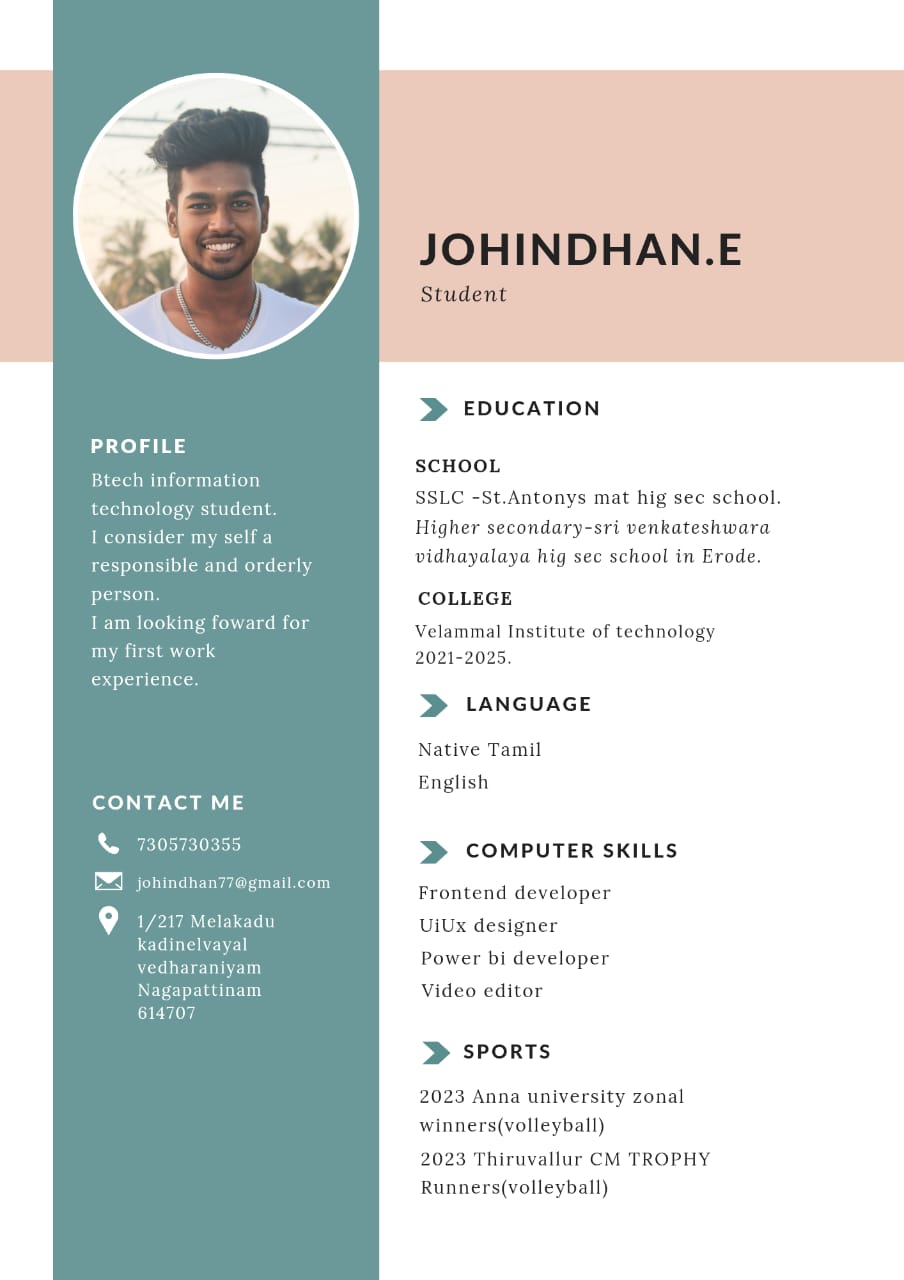 JOHINDHAN.E
Student
PROFILE
Btech information
technology student.
I consider my self a
responsible and orderly
person.
I am looking foward for
my first work
experience.
CONTACT ME
7305730355
johindhan77@gmail.com
1/217 Melakadu
kadinelvayal
vedharaniyam
Nagapattinam
614707
EDUCATION
SCHOOL
SSLC -St.Antonys mat hig sec school.
Higher secondary-sri venkateshwara
vidhayalaya hig sec school in Erode.
COLLEGE
Velammal Institute of technology
2021-2025.
LANGUAGE
Native Tamil
English
COMPUTER SKILLS
Frontend developer
UiUx designer
Power bi developer
Video editor
SPORTS
2023 Anna university zonal
winners(volleyball)
2023 Thiruvallur CM TROPHY
Runners(volleyball)